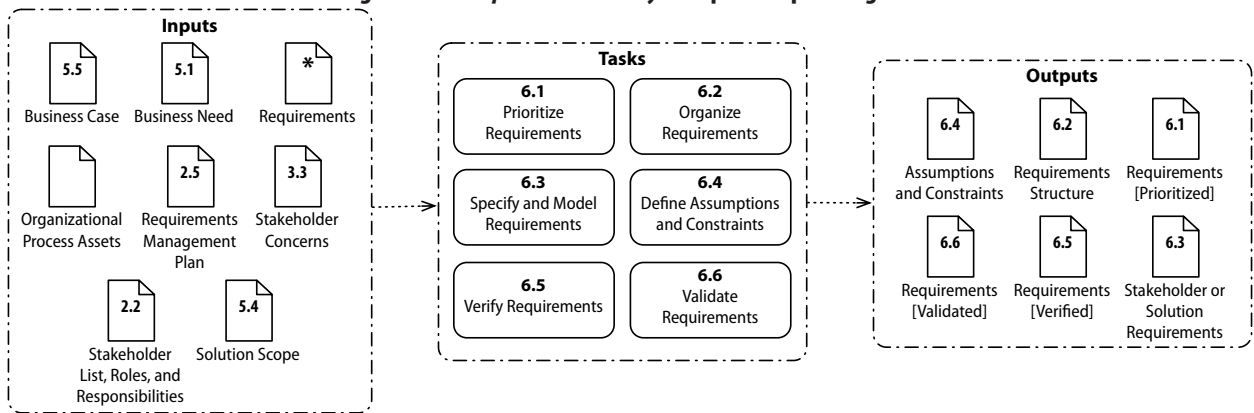 Inputs
5.5
Business Case
5.1
Business Need
*
Requirements
Organizational
Process Assets
2.5
Requirements
Management
Plan
3.3
Stakeholder
Concerns
2.2
Stakeholder
List, Roles, and
Responsibilities
5.4
Solution Scope
Tasks
6.1
Prioritize
Requirements
6.2
Organize
Requirements
6.3
Specify and Model
Requirements
6.4
Define Assumptions
and Constraints
6.5
Verify Requirements
6.6
Validate
Requirements
Outputs
6.4
Assumptions
and Constraints
6.2
Requirements
Structure
6.1
Requirements
[Prioritized]
6.6
Requirements
[Validated]
6.5
Requirements
[Verified]
6.3
Stakeholder or
Solution
Requirements